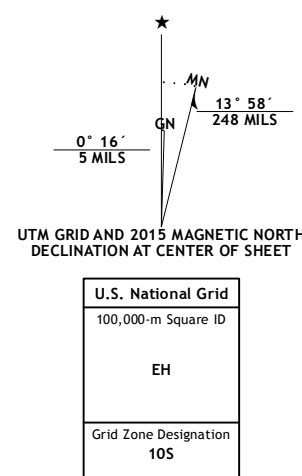 ★
MN
GN
13° 58´
248 MILS
0° 16´
5 MILS
UTM GRID AND 2015 MAGNETIC NORTH
DECLINATION AT CENTER OF SHEET
U.S. National Grid
100,000-m Square ID
EH
Grid Zone Designation
10S